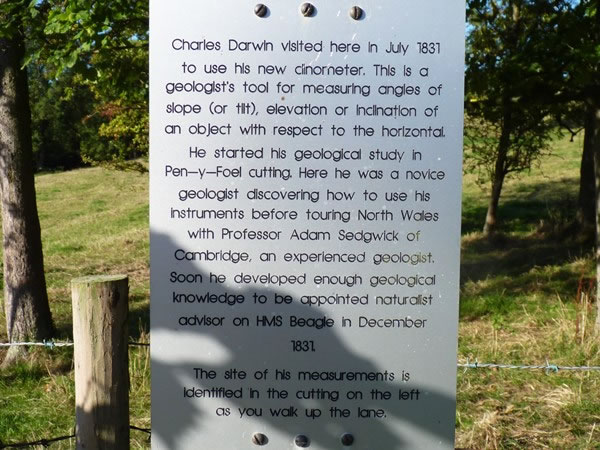 Charles Darwin visited here in July 1831
to use his new clinometer. This is a
geologist's tool for measuring angles of
slope (or tilt), elevation or inclination of
an object with respect to the horizontal.
He started his geological study in
Pen-y-Foel cutting. Here he was a novice
geologist discovering how to use his
instruments before touring North Wales
with Professor Adam Sedgwick of
Cambridge, an experienced geologist.
Soon he developed enough geological
knowledge to be appointed naturalist
advisor on HMS Beagle in December
1831.
The site of his measurements is
identified in the cutting on the left
as you walk up the lane.